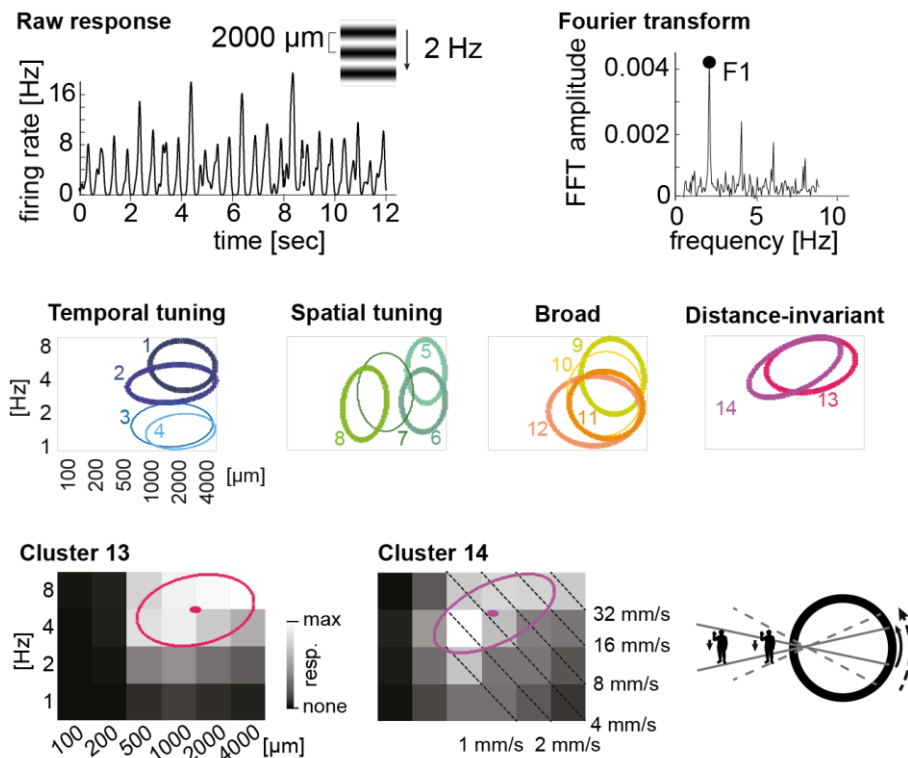 Raw response
2000 µm
2 Hz
firing rate [Hz]
16
8
0
0 2 4 6 8 10 12
time [sec]
Fourier transform
FFT amplitude
0.004
0.002
0
F1
0 5 10
frequency [Hz]
Temporal tuning
[Hz]
8
4
2
1
1
2
3
4
100 200 500 1000 2000 4000 [µm]
Spatial tuning
5
6
7
8
Broad
9
10
11
12
Distance-invariant
14
13
Cluster 13
[Hz]
8
4
2
1
100 200 500 1000 2000 4000 [µm]
max
resp.
none
Cluster 14
32 mm/s
16 mm/s
8 mm/s
4 mm/s
1 mm/s 2 mm/s